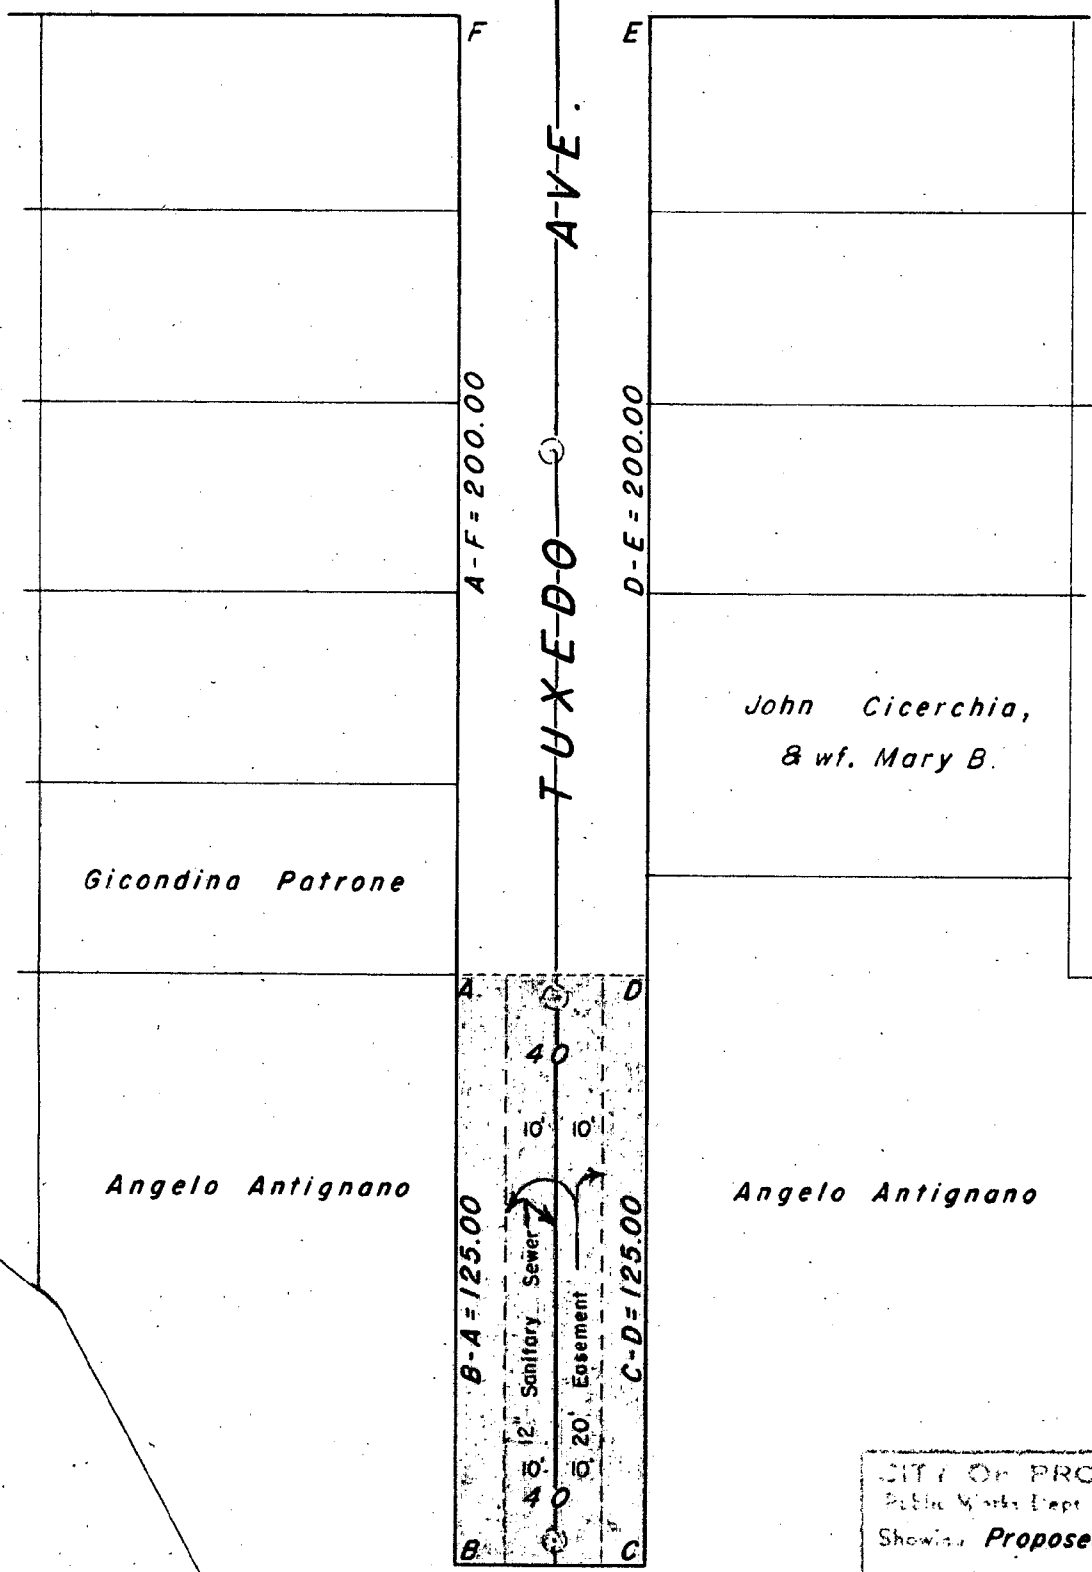 F
E
TUXEDO AVE.
A-F = 200.00
D-E = 200.00
John Cicerchia,
& wf. Mary B.
Gicondina Patrone
A
D
40
10'
10'
Angelo Antignano
Angelo Antignano
B-A = 125.00
12" Sanitary Sewer
20' Easement
C-D = 125.00
10'
10'
40
B
C
CITY OF PRO
Public Works Dept
Showing Propose